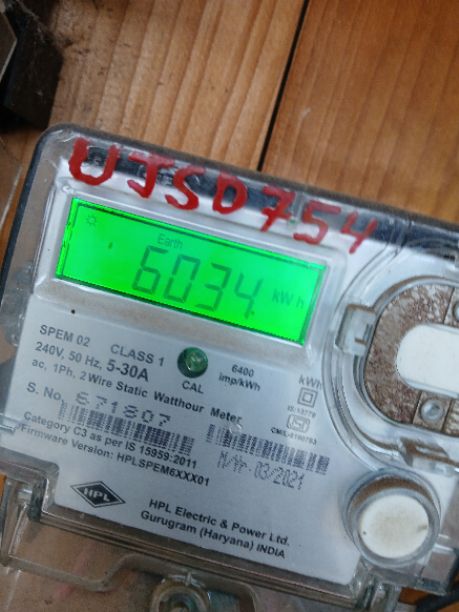 UJSD754
Earth
6034 kWh
SPEM 02 CLASS 1
240V, 50 Hz, 5-30A
CAL
6400
imp/kWh
kWh
ac, 1Ph, 2 Wire Static Watthour Meter
IS:13779
S. No. 671807
Category C3 as per IS 15959:2011
Firmware Version: HPLSPEM6XXX01
M/Yr. 03/2021
HPL
HPL Electric & Power Ltd.
Gurugram (Haryana) INDIA